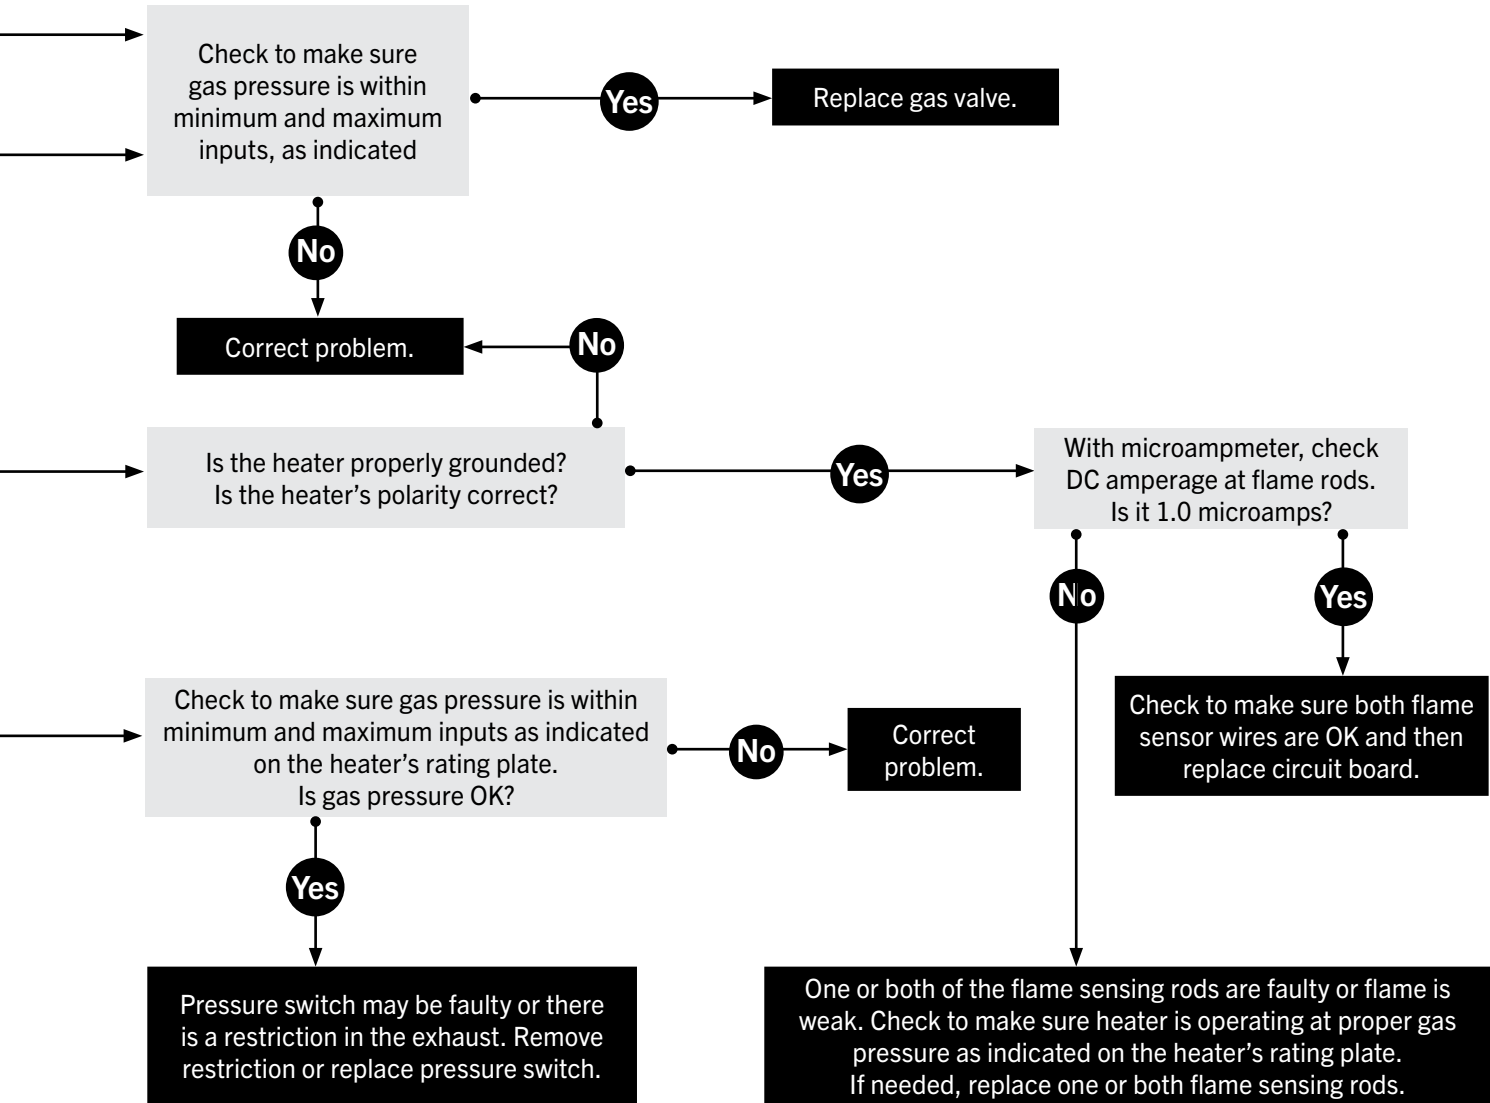 Check to make sure
gas pressure is within
minimum and maximum
inputs, as indicated
Yes
Replace gas valve.
No
Correct problem.
No
Is the heater properly grounded?
Is the heater’s polarity correct?
Yes
With microampmeter, check
DC amperage at flame rods.
Is it 1.0 microamps?
No
Yes
Check to make sure both flame
sensor wires are OK and then
replace circuit board.
Check to make sure gas pressure is within
minimum and maximum inputs as indicated
on the heater’s rating plate.
Is gas pressure OK?
No
Correct
problem.
Yes
Pressure switch may be faulty or there
is a restriction in the exhaust. Remove
restriction or replace pressure switch.
One or both of the flame sensing rods are faulty or flame is
weak. Check to make sure heater is operating at proper gas
pressure as indicated on the heater’s rating plate.
If needed, replace one or both flame sensing rods.